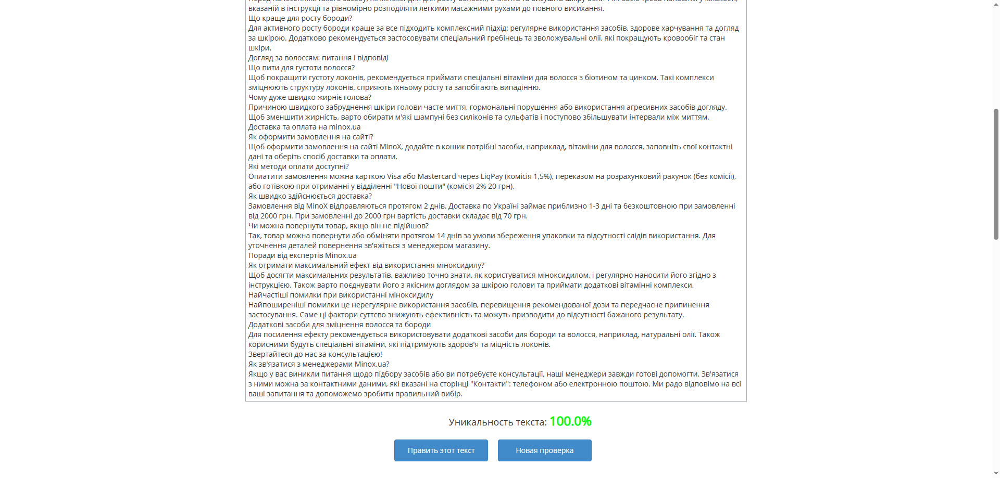 вказаній в інструкції та рівномірно розподіляти легкими масажними рухами до повного висихання.
Що краще для росту бороди?
Для активного росту бороди краще за все підходить комплексний підхід: регулярне використання засобів, здорове харчування та догляд
за шкірою. Додатково рекомендується застосовувати спеціальний гребінець та зволожувальні олії, які покращують кровообіг та стан
шкіри.
Догляд за волоссям: питання і відповіді
Що пити для густоти волосся?
Щоб покращити густоту локонів, рекомендується приймати спеціальні вітаміни для волосся з біотином та цинком. Такі комплекси
зміцнюють структуру локонів, сприяють їхньому росту та запобігають випадінню.
Чому дуже швидко жирніє голова?
Причиною швидкого забруднення шкіри голови часте миття, гормональні порушення або використання агресивних засобів догляду.
Щоб зменшити жирність, варто обирати м'які шампуні без силіконів та сульфатів і поступово збільшувати інтервали між миттям.
Доставка та оплата на minox.ua
Як оформити замовлення на сайті?
Щоб оформити замовлення на сайті MinoX, додайте в кошик потрібні засоби, наприклад, вітаміни для волосся, заповніть свої контактні
дані та оберіть спосіб доставки та оплати.
Які методи оплати доступні?
Оплатити замовлення можна карткою Visa або Mastercard через LiqPay (комісія 1,5%), переказом на розрахунковий рахунок (без комісії),
або готівкою при отриманні у відділенні "Нової пошти" (комісія 2% 20 грн).
Як швидко здійснюється доставка?
Замовлення від MinoX відправляються протягом 2 днів. Доставка по Україні займає приблизно 1-3 дні та безкоштовною при замовленні
від 2000 грн. При замовленні до 2000 грн вартість доставки складає від 70 грн.
Чи можна повернути товар, якщо він не підійшов?
Так, товар можна повернути або обміняти протягом 14 днів за умови збереження упаковки та відсутності слідів використання. Для
уточнення деталей повернення зв'яжіться з менеджером магазину.
Поради від експертів Minox.ua
Як отримати максимальний ефект від використання міноксидилу?
Щоб досягти максимальних результатів, важливо точно знати, як користуватися міноксидилом, і регулярно наносити його згідно з
інструкцією. Також варто поєднувати його з якісним доглядом за шкірою голови та приймати додаткові вітамінні комплекси.
Найчастіші помилки при використанні міноксидилу
Найпоширеніші помилки це нерегулярне використання засобів, перевищення рекомендованої дози та передчасне припинення
застосування. Саме ці фактори суттєво знижують ефективність та можуть призводити до відсутності бажаного результату.
Додаткові засоби для зміцнення волосся та бороди
Для посилення ефекту рекомендується використовувати додаткові засоби для бороди та волосся, наприклад, натуральні олії. Також
корисними будуть спеціальні вітаміни, які підтримують здоров'я та міцність локонів.
Звертайтеся до нас за консультацією!
Як зв'язатися з менеджерами Minox.ua?
Якщо у вас виникли питання щодо підбору засобів або ви потребуєте консультації, наші менеджери завжди готові допомогти. Зв'язатися
з ними можна за контактними даними, які вказані на сторінці "Контакти": телефоном або електронною поштою. Ми радо відповімо на всі
ваші запитання та допоможемо зробити правильний вибір.
Уникальность текста: 100.0%
Править этот текст
Новая проверка